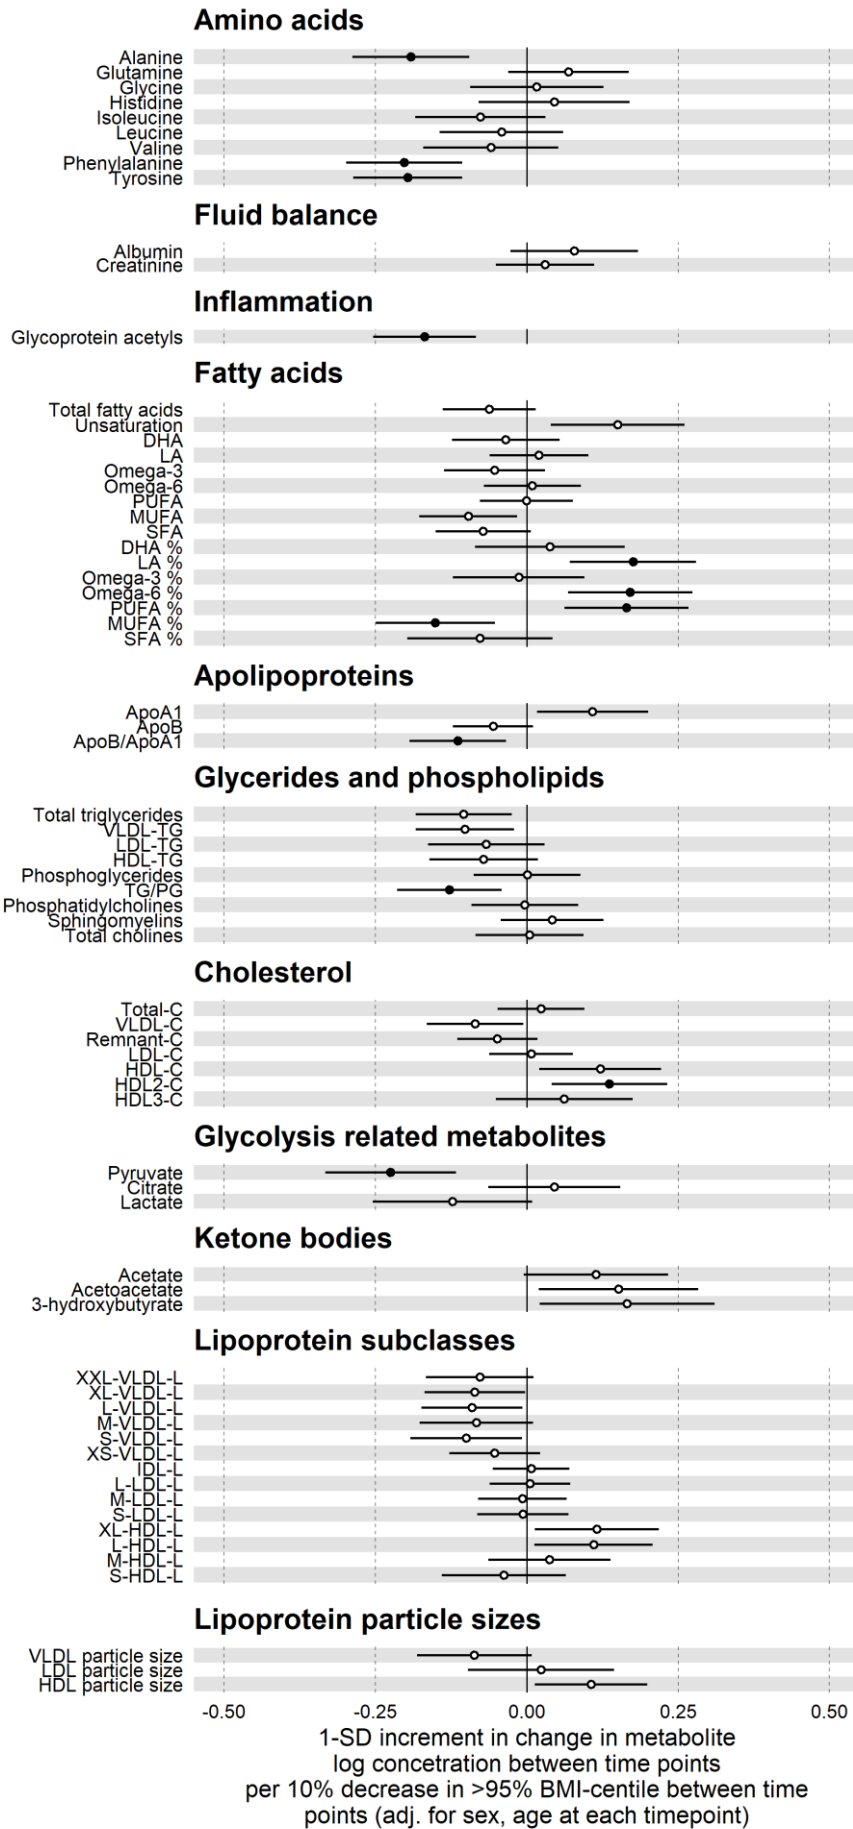 Amino acids
Alanine
Glutamine
Glycine
Histidine
Isoleucine
Leucine
Valine
Phenylalanine
Tyrosine
Fluid balance
Albumin
Creatinine
Inflammation
Glycoprotein acetyls
Fatty acids
Total fatty acids
Unsaturation
DHA
LA
Omega-3
Omega-6
PUFA
MUFA
SFA
DHA %
LA %
Omega-3 %
Omega-6 %
PUFA %
MUFA %
SFA %
Apolipoproteins
ApoA1
ApoB
ApoB/ApoA1
Glycerides and phospholipids
Total triglycerides
VLDL-TG
LDL-TG
HDL-TG
Phosphoglycerides
TG/PG
Phosphatidylcholines
Sphingomyelins
Total cholines
Cholesterol
Total-C
VLDL-C
Remnant-C
LDL-C
HDL-C
HDL2-C
HDL3-C
Glycolysis related metabolites
Pyruvate
Citrate
Lactate
Ketone bodies
Acetate
Acetoacetate
3-hydroxybutyrate
Lipoprotein subclasses
XXL-VLDL-L
XL-VLDL-L
L-VLDL-L
M-VLDL-L
S-VLDL-L
XS-VLDL-L
IDL-L
L-LDL-L
M-LDL-L
S-LDL-L
XL-HDL-L
L-HDL-L
M-HDL-L
S-HDL-L
Lipoprotein particle sizes
VLDL particle size
LDL particle size
HDL particle size
-0.50 -0.25 0.00 0.25 0.50
1-SD increment in change in metabolite
log concetration between time points
per 10% decrease in >95% BMI-centile between time
points (adj. for sex, age at each timepoint)